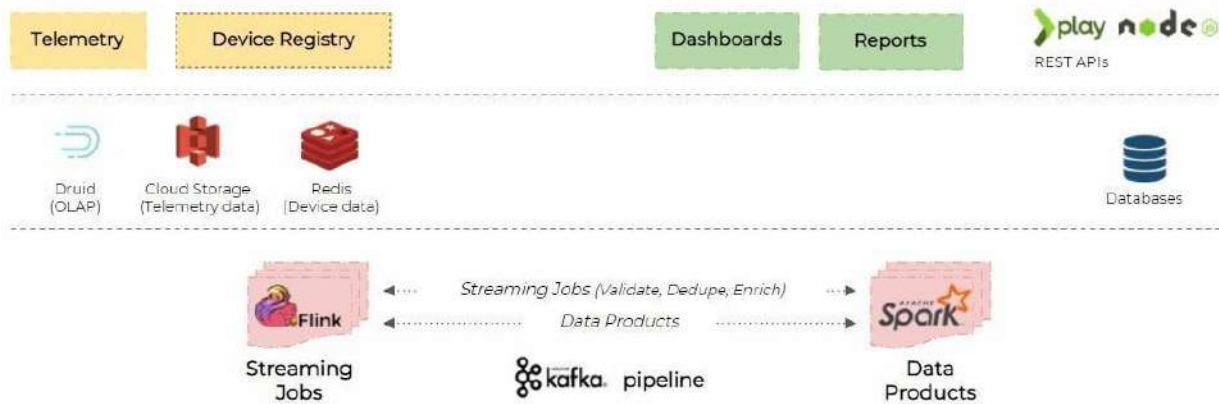 Telemetry
Device Registry
Dashboards
Reports
play node
REST APIs
Druid
(OLAP)
Cloud Storage
(Telemetry data)
Redis
(Device data)
Databases
Streaming Jobs (Validate, Dedupe, Enrich)
Data Products
Flink
APACHE
Spark
Streaming
Jobs
kafka. pipeline
Data
Products